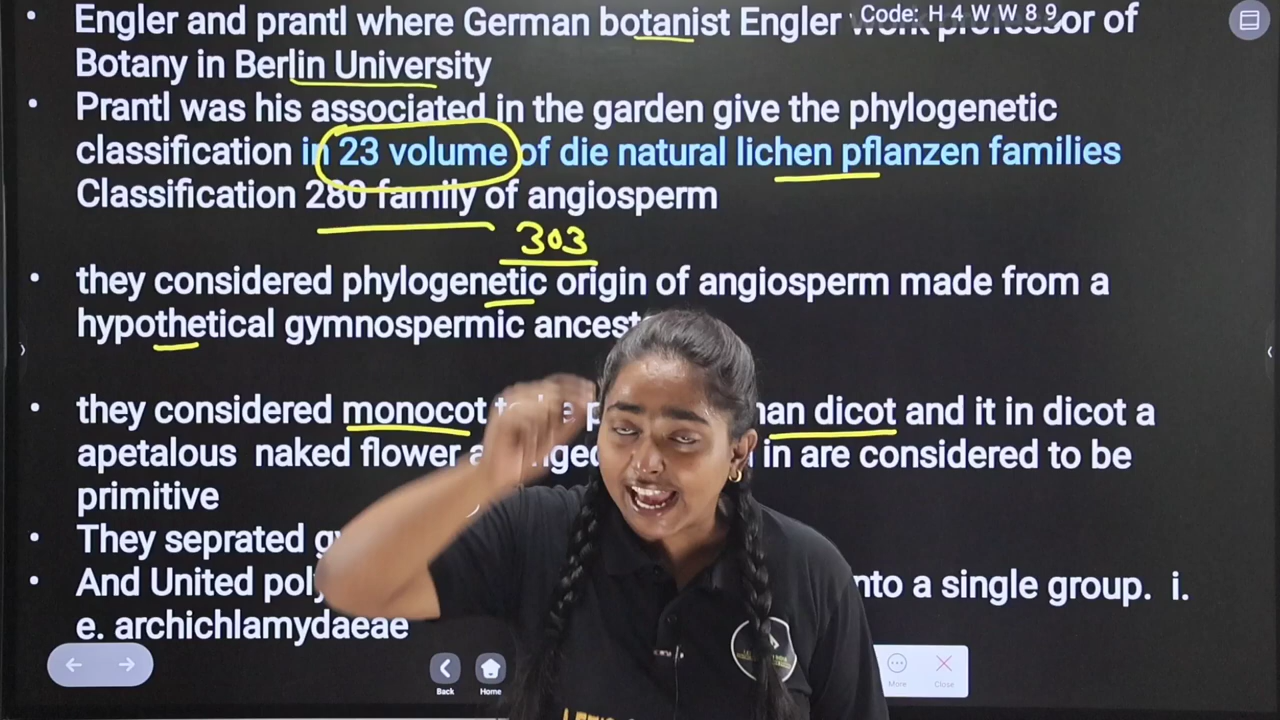 • Engler and prantl where German botanist Engler work professor of
Code: H 4 W W 8 9
Botany in Berlin University
• Prantl was his associated in the garden give the phylogenetic
classification in 23 volume of die natural lichen pflanzen families
Classification 280 family of angiosperm
303
• they considered phylogenetic origin of angiosperm made from a
hypothetical gymnospermic
• they considered monocot dicot and it in dicot a
apetalous naked flower in are considered to be
primitive
• They seprated
• And United into a single group. i.
e. archichlamydaeae
Back Home More Close